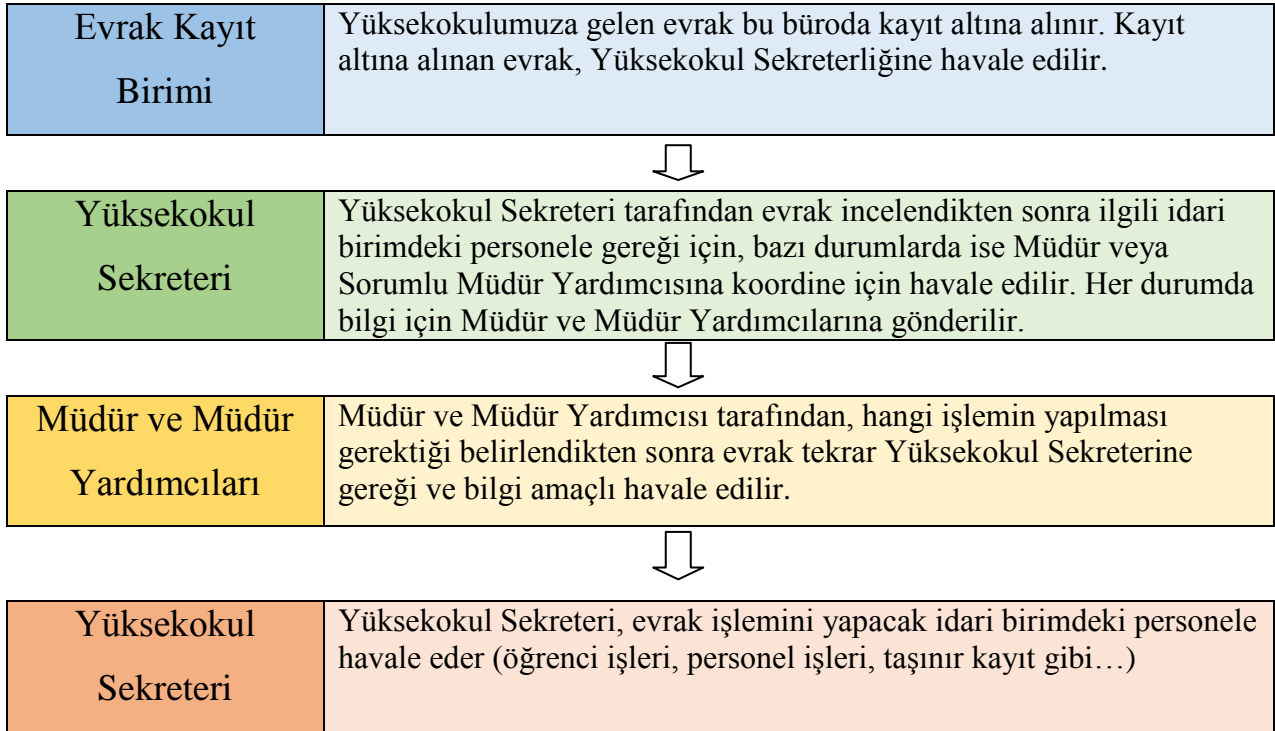 Evrak Kayıt
Birimi
Yüksekokulumuza gelen evrak bu büroda kayıt altına alınır. Kayıt
altına alınan evrak, Yüksekokul Sekreterliğine havale edilir.
Yüksekokul
Sekreteri
Yüksekokul Sekreteri tarafından evrak incelendikten sonra ilgili idari
birimdeki personele gereği için, bazı durumlarda ise Müdür veya
Sorumlu Müdür Yardımcısına koordine için havale edilir. Her durumda
bilgi için Müdür ve Müdür Yardımcılarına gönderilir.
Müdür ve Müdür
Yardımcıları
Müdür ve Müdür Yardımcısı tarafından, hangi işlemin yapılması
gerektiği belirlendikten sonra evrak tekrar Yüksekokul Sekreterine
gereği ve bilgi amaçlı havale edilir.
Yüksekokul
Sekreteri
Yüksekokul Sekreteri, evrak işlemini yapacak idari birimdeki personele
havale eder (öğrenci işleri, personel işleri, taşınır kayıt gibi…)